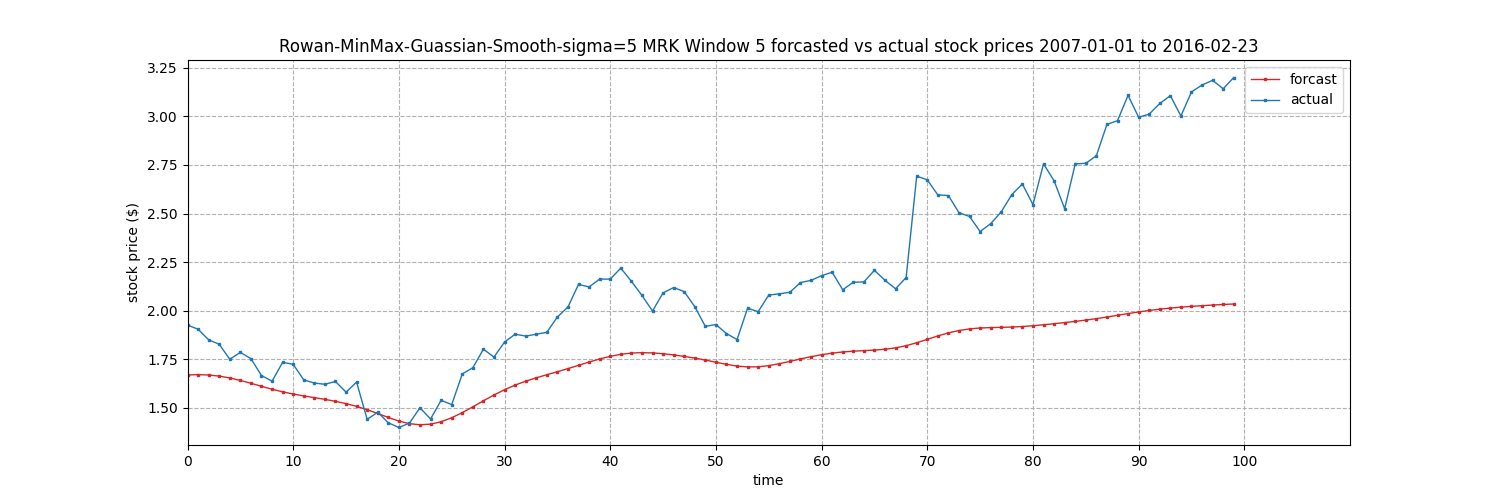 Rowan-MinMax-Guassian-Smooth-sigma=5 MRK Window 5 forcasted vs actual stock prices 2007-01-01 to 2016-02-23
forcast
actual
stock price ($)
3.25
3.00
2.75
2.50
2.25
2.00
1.75
1.50
0 10 20 30 40 50 60 70 80 90 100
time